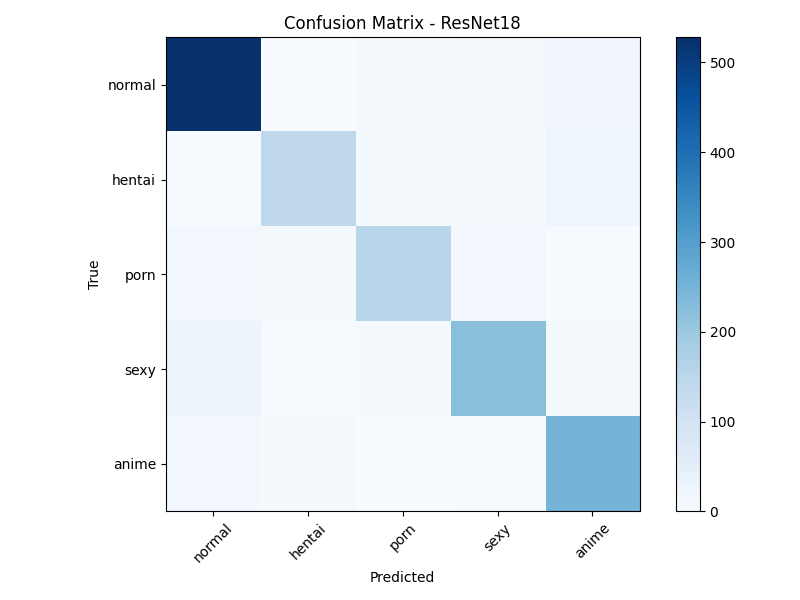 Confusion Matrix - ResNet18
normal
hentai
porn
sexy
anime
True
normal
hentai
porn
sexy
anime
Predicted
500
400
300
200
100
0